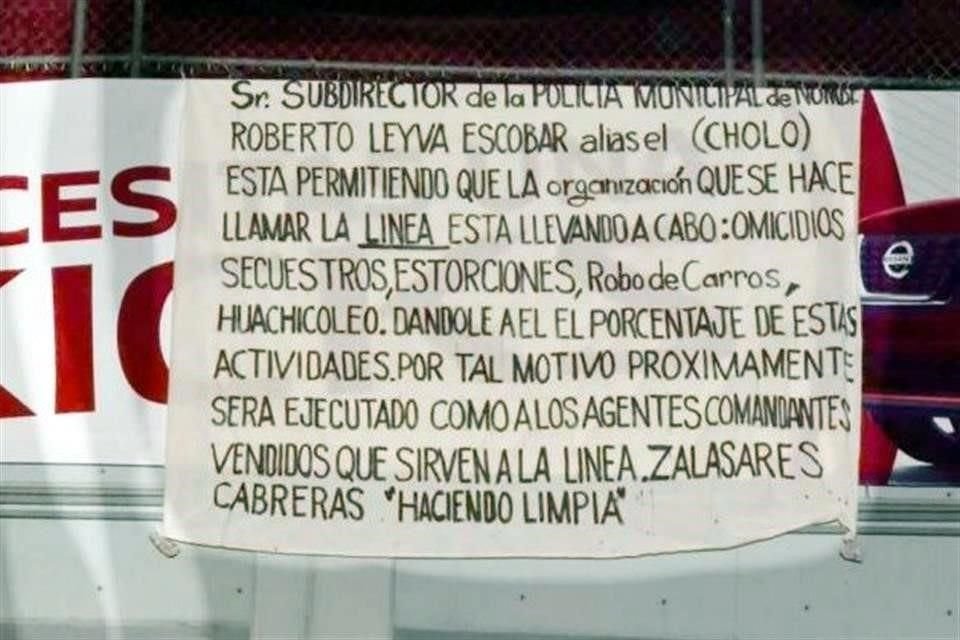 Sr. SUBDIRECTOR de la POLICIA MUNICIPAL de NOMBE
ROBERTO LEYVA ESCOBAR alias el (CHOLO)
ESTA PERMITIENDO QUE LA organización QUE SE HACE
LLAMAR LA LINEA ESTA LLEVANDO A CABO: OMICIDIOS
SECUESTROS, ESTORCIONES, Robo de Carros,
HUACHICOLEO. DANDOLE A EL EL PORCENTAJE DE ESTAS
ACTIVIDADES. POR TAL MOTIVO PROXIMAMENTE
SERA EJECUTADO COMO A LOS AGENTES COMANDANTES
VENDIDOS QUE SIRVEN A LA LINEA. ZALASARES
CABRERAS "HACIENDO LIMPIA"
CES
NISSAN